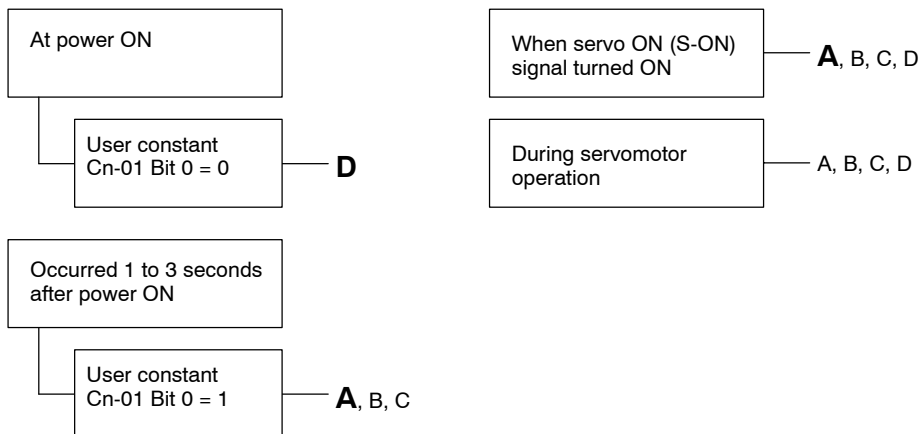 At power ON
User constant
Cn-01 Bit 0 = 0
D
Occurred 1 to 3 seconds
after power ON
User constant
Cn-01 Bit 0 = 1
A, B, C
When servo ON (S-ON)
signal turned ON
A, B, C, D
During servomotor
operation
A, B, C, D